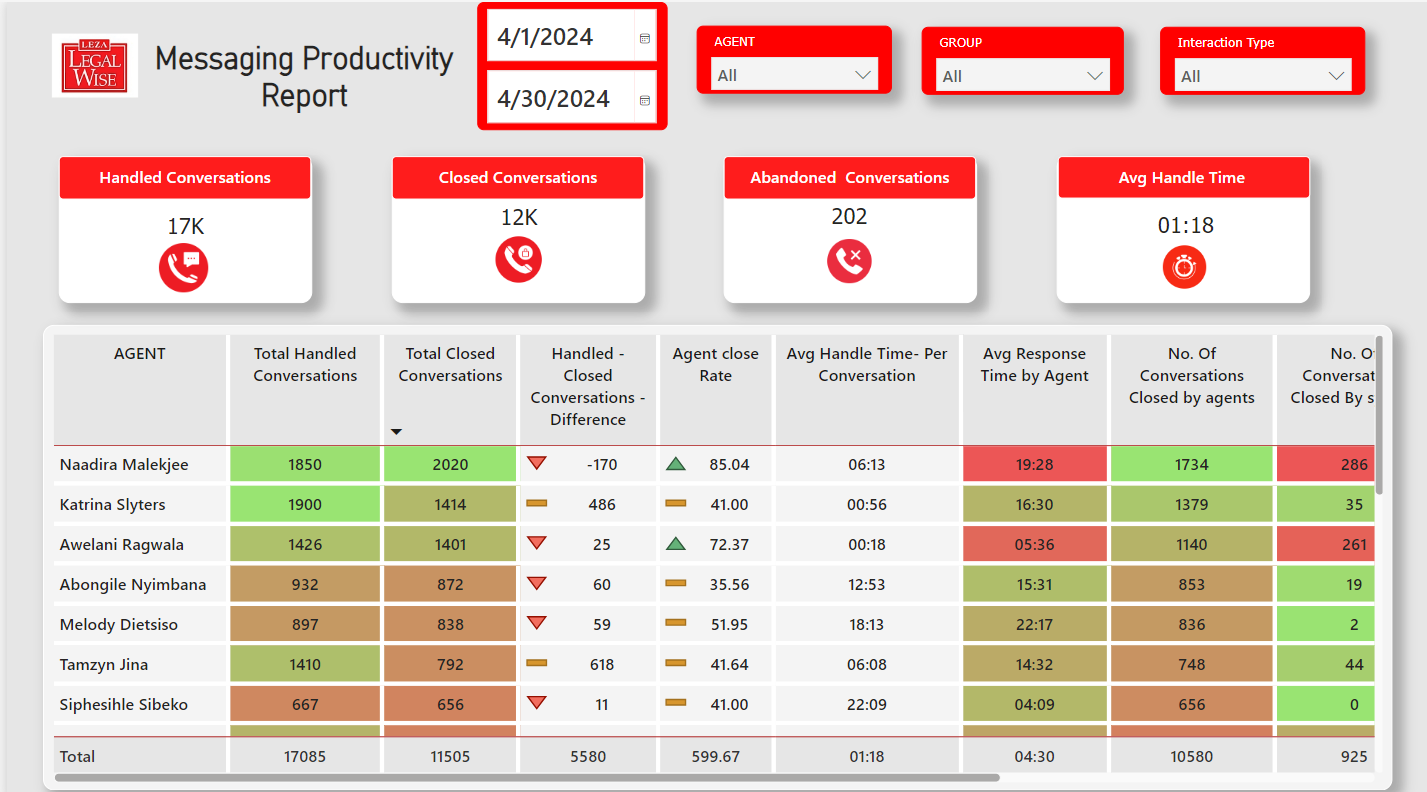 LEZA
LEGAL
WISE
Messaging Productivity
Report
4/1/2024
4/30/2024
AGENT
All
GROUP
All
Interaction Type
All
Handled Conversations
17K
Closed Conversations
12K
Abandoned Conversations
202
Avg Handle Time
01:18
AGENT
Total Handled
Conversations
Total Closed
Conversations
Handled -
Closed
Conversations -
Difference
Agent close
Rate
Avg Handle Time- Per
Conversation
Avg Response
Time by Agent
No. Of
Conversations
Closed by agents
No. O
Conversat
Closed By s
Naadira Malekjee 1850 2020 -170 85.04 06:13 19:28 1734 286
Katrina Slyters 1900 1414 486 41.00 00:56 16:30 1379 35
Awelani Ragwala 1426 1401 25 72.37 00:18 05:36 1140 261
Abongile Nyimbana 932 872 60 35.56 12:53 15:31 853 19
Melody Dietsiso 897 838 59 51.95 18:13 22:17 836 2
Tamzyn Jina 1410 792 618 41.64 06:08 14:32 748 44
Siphesihle Sibeko 667 656 11 41.00 22:09 04:09 656 0
Total 17085 11505 5580 599.67 01:18 04:30 10580 925